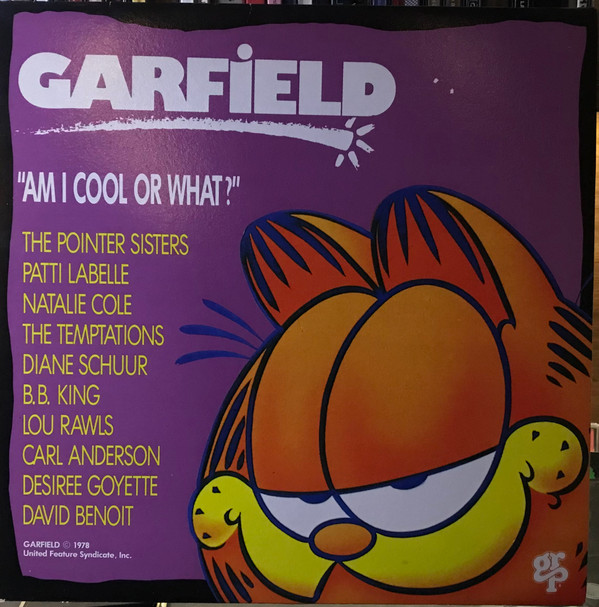 GARFiELD
"AM I COOL OR WHAT?"
THE POINTER SISTERS
PATTI LABELLE
NATALIE COLE
THE TEMPTATIONS
DIANE SCHUUR
B.B. KING
LOU RAWLS
CARL ANDERSON
DESIREE GOYETTE
DAVID BENOIT
GARFIELD © 1978
United Feature Syndicate, Inc.
grp